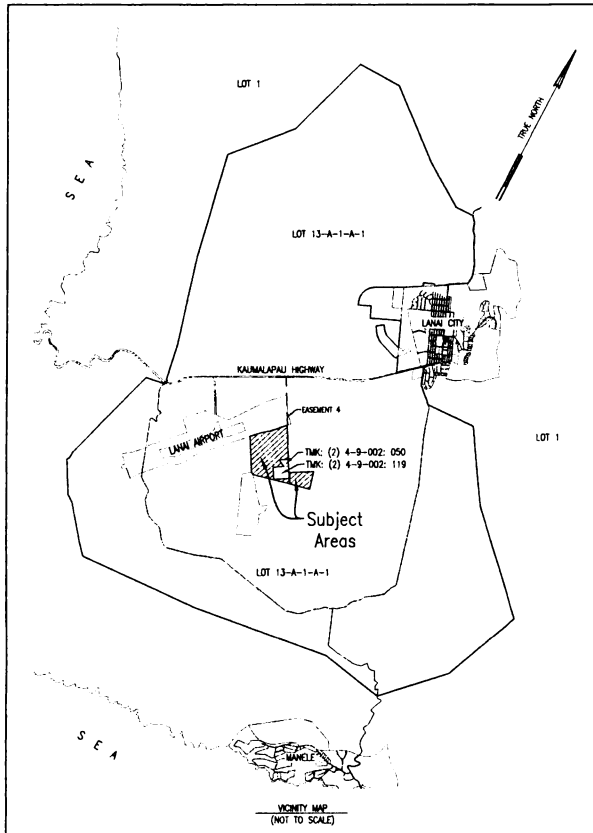 LOT 1
TRUE NORTH
SEA
LOT 13-A-1-A-1
LANAI CITY
KAUMALAPAU HIGHWAY
EASEMENT 4
LANAI AIRPORT
LOT 1
TMK: (2) 4-9-002: 050
TMK: (2) 4-9-002: 119
Subject
Areas
LOT 13-A-1-A-1
SEA
MANELE
VICINITY MAP
(NOT TO SCALE)